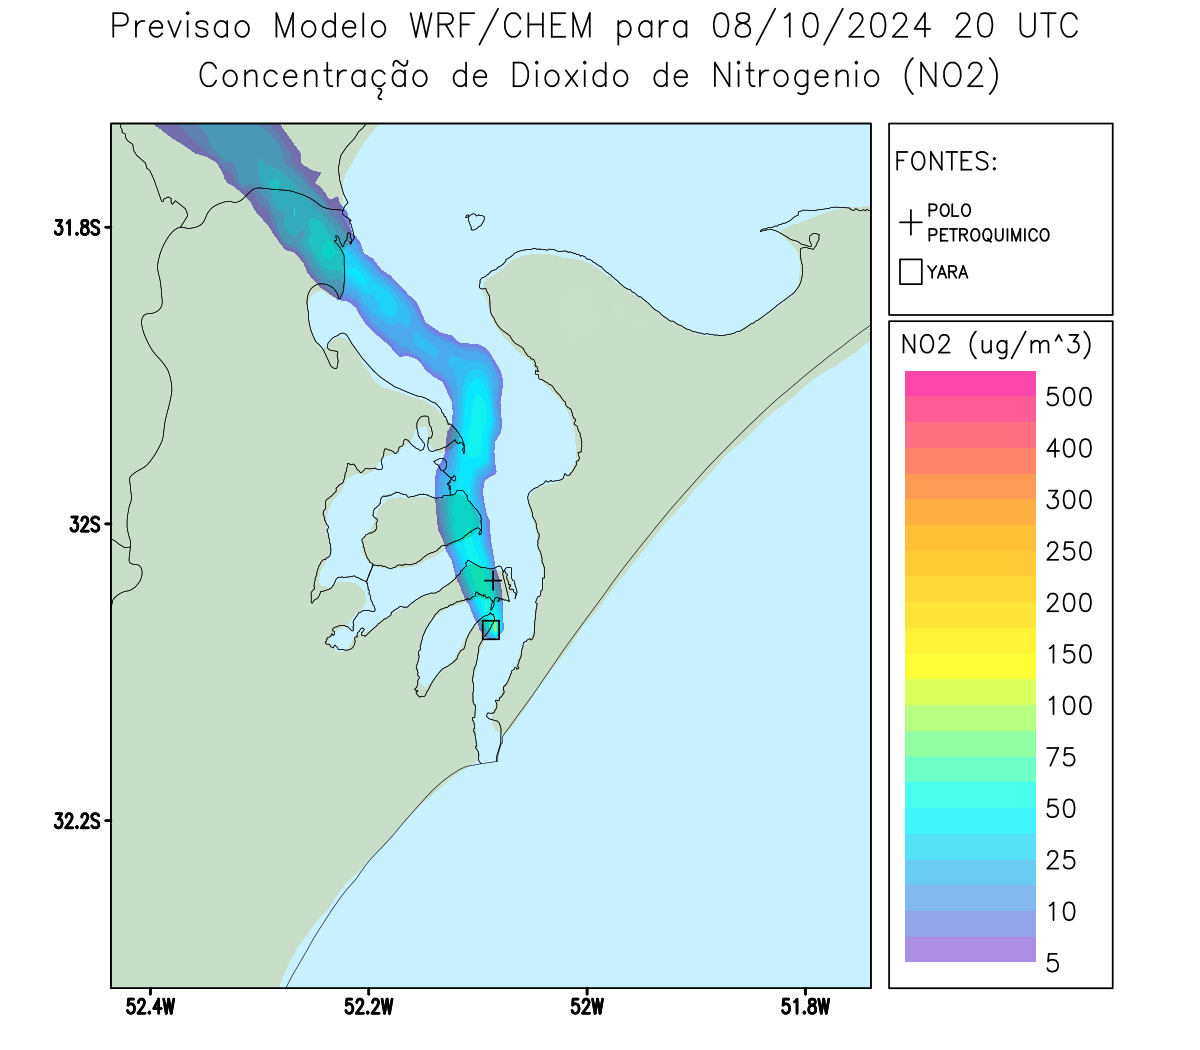 Previsao Modelo WRF/CHEM para 08/10/2024 20 UTC
Concentração de Dioxido de Nitrogenio (NO2)
FONTES:
POLO
PETROQUIMICO
YARA
NO2 (ug/m^3)
500
400
300
250
200
150
100
75
50
25
10
5
31.8S
32S
32.2S
52.4W
52.2W
52W
51.8W